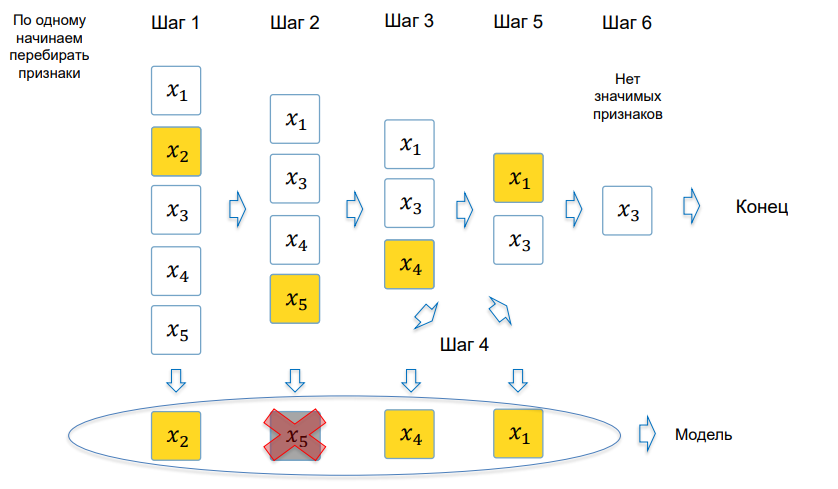 По одному
начинаем
перебирать
признаки
Шаг 1
x₁
x₂
x₃
x₄
x₅
Шаг 2
x₁
x₃
x₄
x₅
Шаг 3
x₁
x₃
x₄
Шаг 4
Шаг 5
x₁
x₃
Шаг 6
Нет
значимых
признаков
x₃
Конец
x₂
x₅
x₄
x₁
Модель